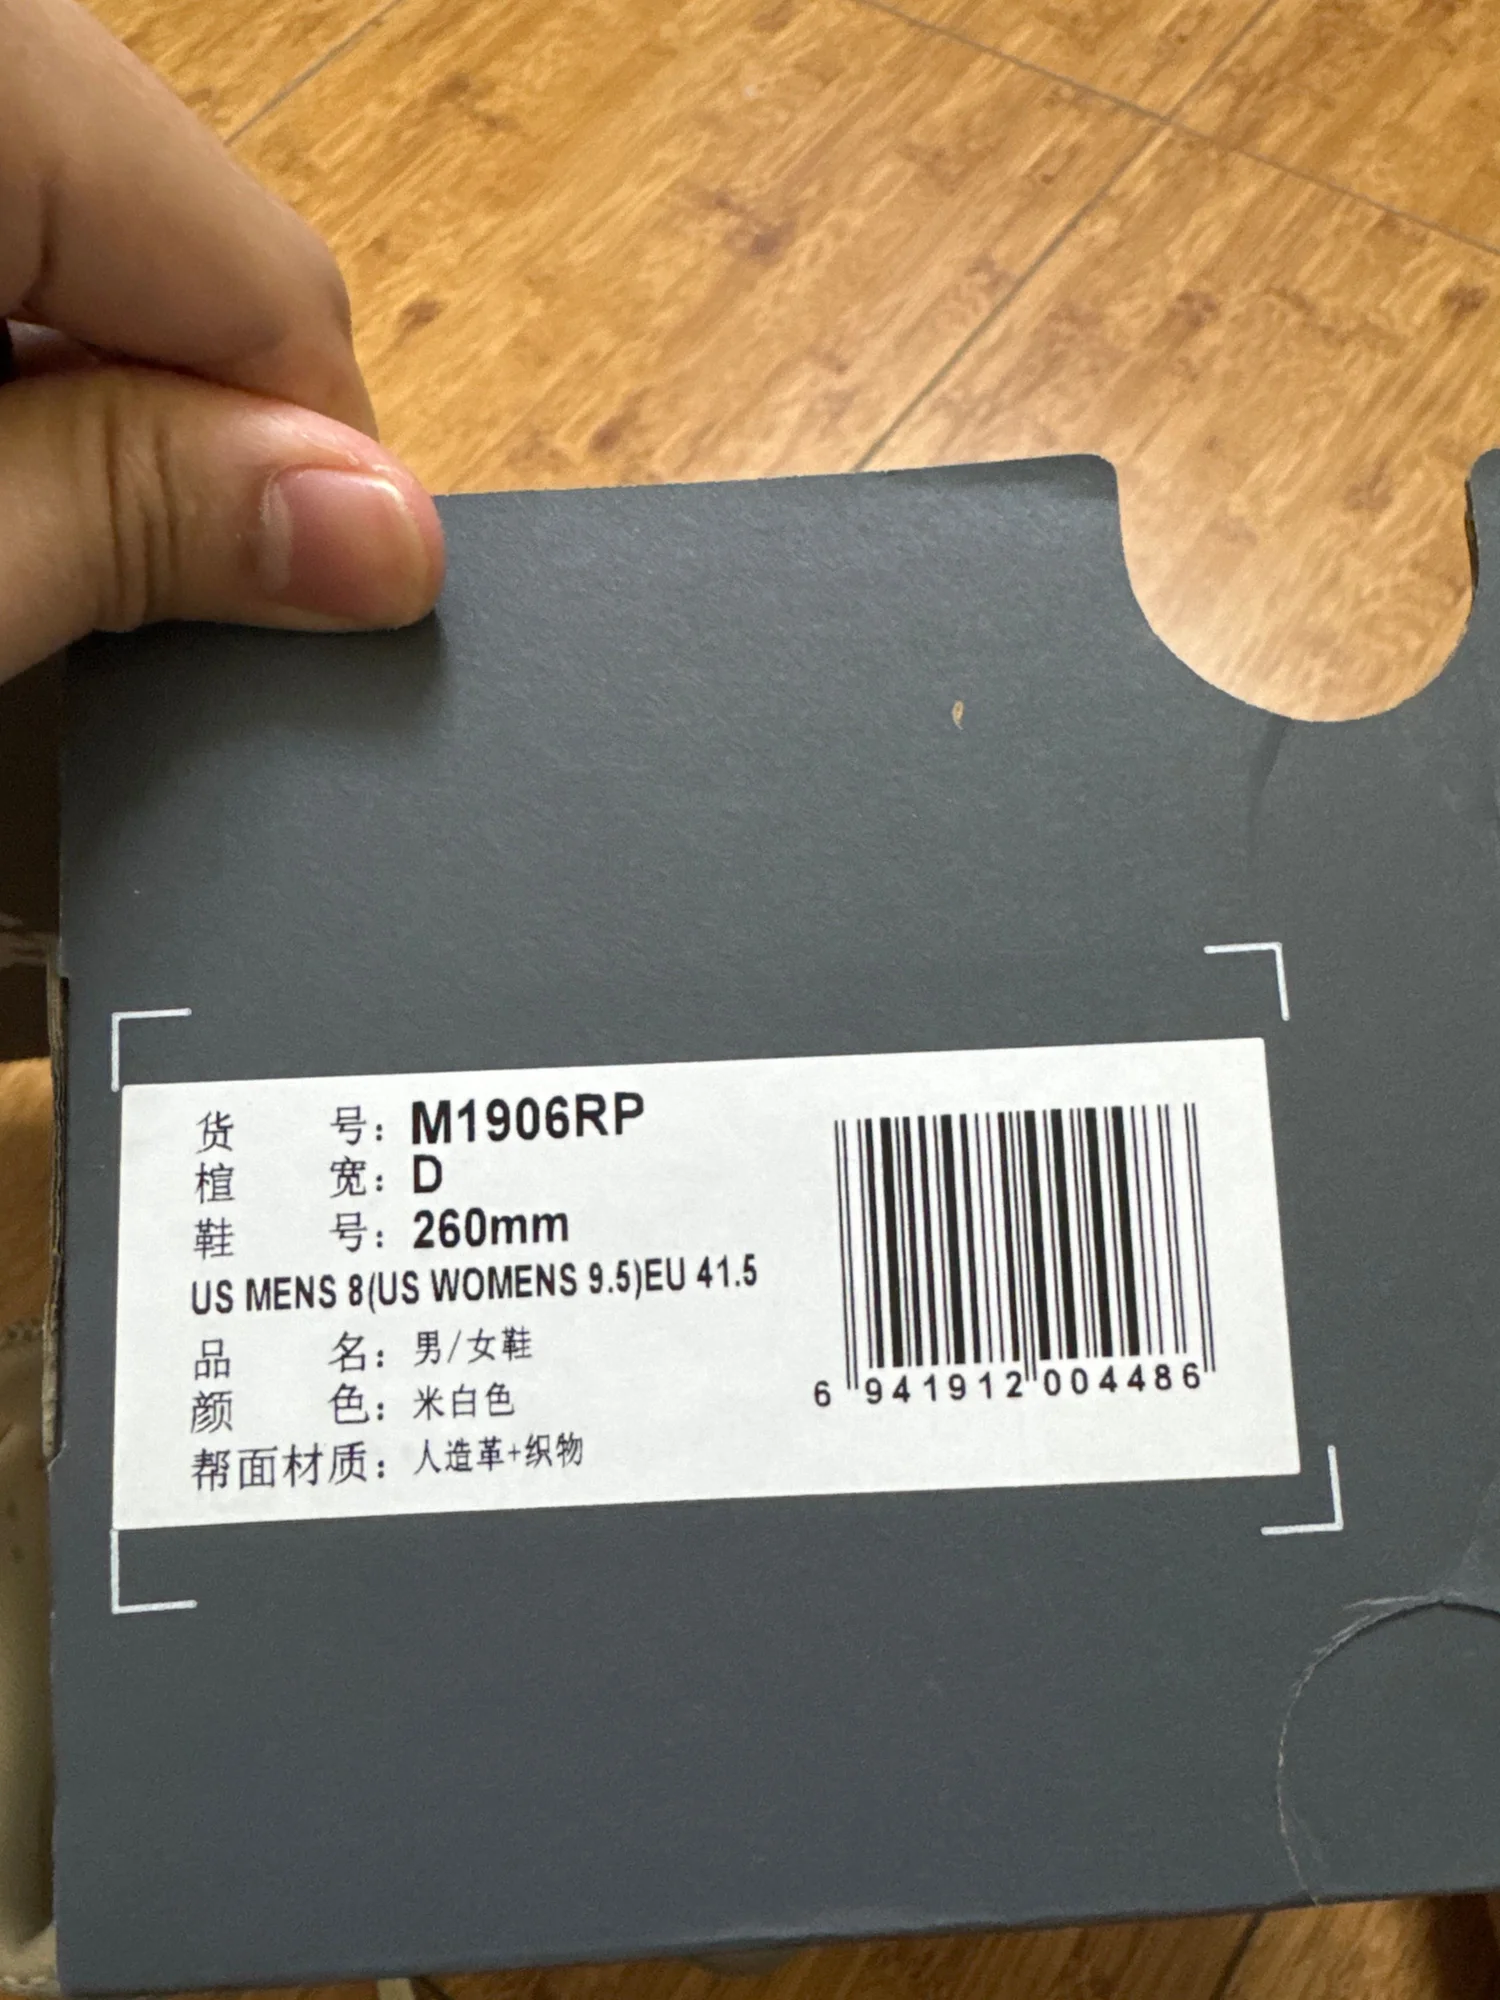 货 号：M1906RP
楦 宽：D
鞋 号：260mm
US MENS 8(US WOMENS 9.5)EU 41.5
品 名：男/女鞋
颜 色：米白色
帮面材质：人造革+织物
6 941912 004486